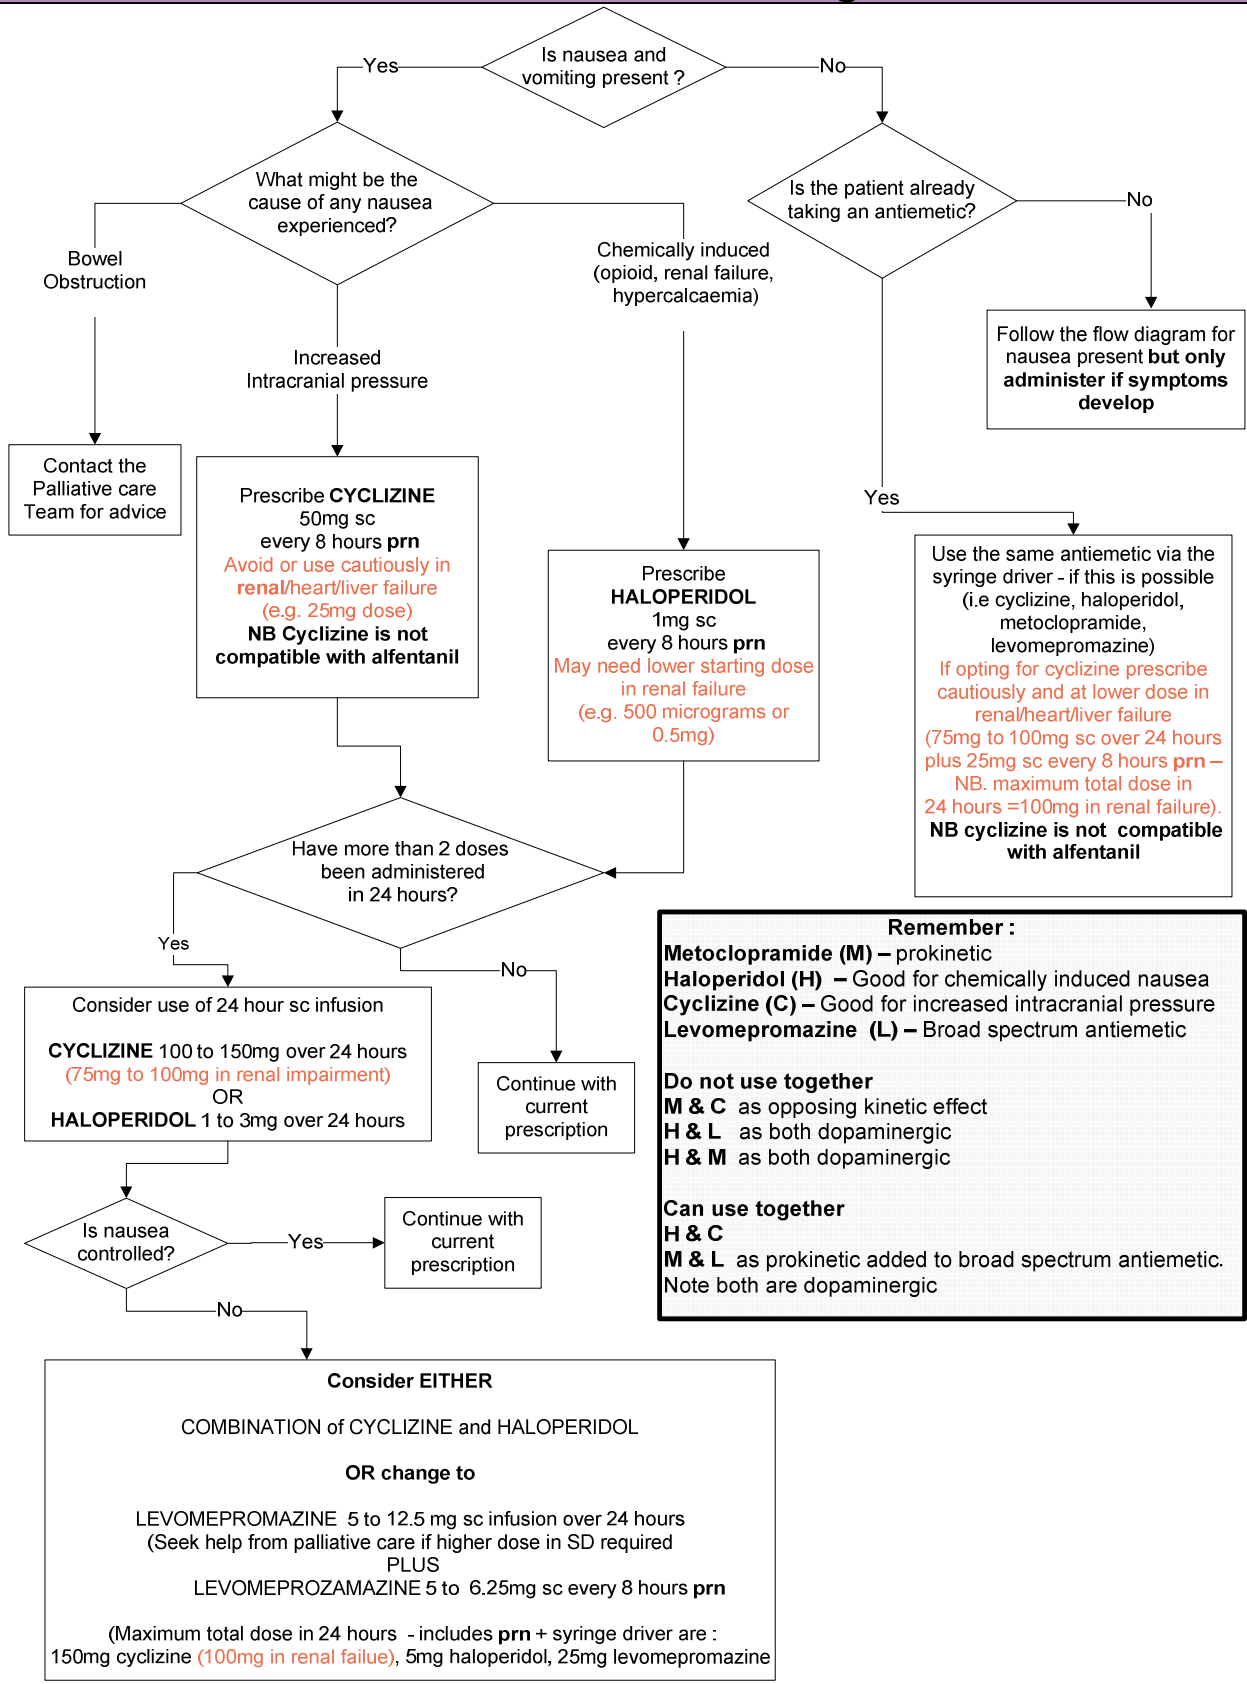 Is nausea and
vomiting present ?
Yes
No
What might be the
cause of any nausea
experienced?
Is the patient already
taking an antiemetic?
No
Bowel
Obstruction
Chemically induced
(opioid, renal failure,
hypercalcaemia)
Increased
Intracranial pressure
Follow the flow diagram for
nausea present but only
administer if symptoms
develop
Contact the
Palliative care
Team for advice
Prescribe CYCLIZINE
50mg sc
every 8 hours prn
Avoid or use cautiously in
renal/heart/liver failure
(e.g. 25mg dose)
NB Cyclizine is not
compatible with alfentanil
Yes
Prescribe
HALOPERIDOL
1mg sc
every 8 hours prn
May need lower starting dose
in renal failure
(e.g. 500 micrograms or
0.5mg)
Use the same antiemetic via the
syringe driver - if this is possible
(i.e cyclizine, haloperidol,
metoclopramide,
levomepromazine)
If opting for cyclizine prescribe
cautiously and at lower dose in
renal/heart/liver failure
(75mg to 100mg sc over 24 hours
plus 25mg sc every 8 hours prn –
NB. maximum total dose in
24 hours =100mg in renal failure).
NB cyclizine is not compatible
with alfentanil
Have more than 2 doses
been administered
in 24 hours?
Yes
No
Consider use of 24 hour sc infusion
CYCLIZINE 100 to 150mg over 24 hours
(75mg to 100mg in renal impairment)
OR
HALOPERIDOL 1 to 3mg over 24 hours
Continue with
current
prescription
Remember :
Metoclopramide (M) – prokinetic
Haloperidol (H) – Good for chemically induced nausea
Cyclizine (C) – Good for increased intracranial pressure
Levomepromazine (L) – Broad spectrum antiemetic
Do not use together
M & C as opposing kinetic effect
H & L as both dopaminergic
H & M as both dopaminergic
Can use together
H & C
M & L as prokinetic added to broad spectrum antiemetic.
Note both are dopaminergic
Is nausea
controlled?
Yes
Continue with
current
prescription
No
Consider EITHER
COMBINATION of CYCLIZINE and HALOPERIDOL
OR change to
LEVOMEPROMAZINE 5 to 12.5 mg sc infusion over 24 hours
(Seek help from palliative care if higher dose in SD required
PLUS
LEVOMEPROZAMAZINE 5 to 6.25mg sc every 8 hours prn
(Maximum total dose in 24 hours - includes prn + syringe driver are :
150mg cyclizine (100mg in renal failue), 5mg haloperidol, 25mg levomepromazine